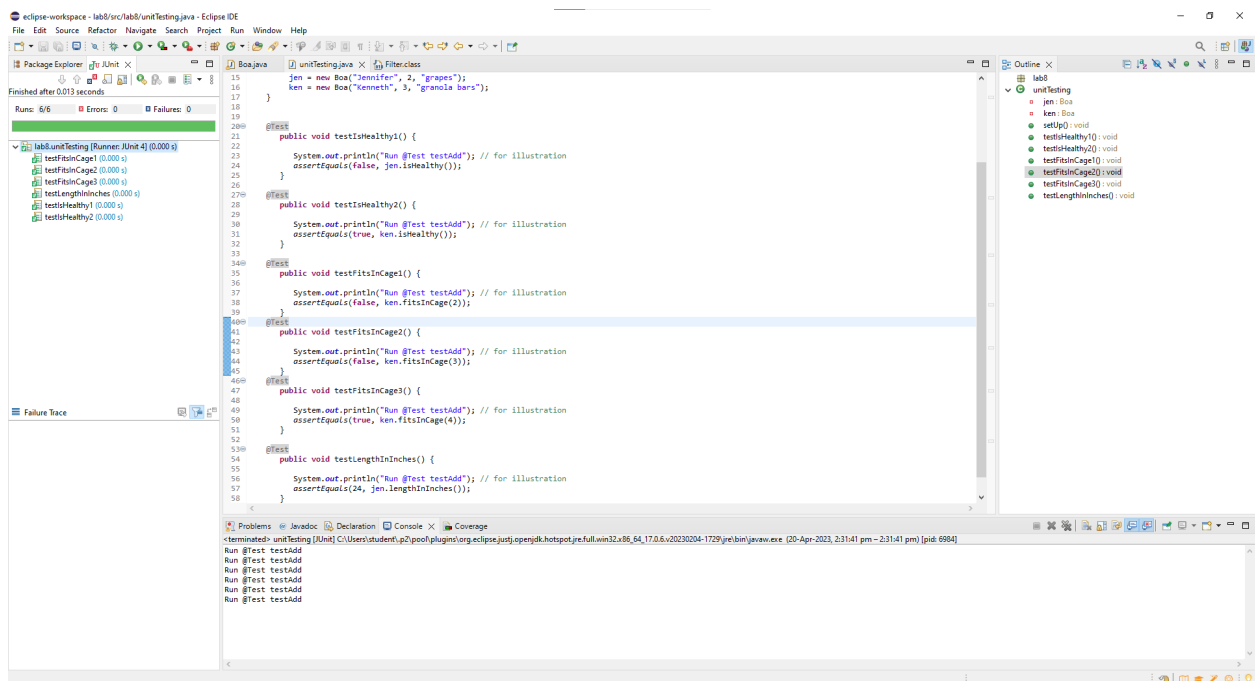 eclipse-workspace - lab8/src/lab8/unitTesting.java - Eclipse IDE
File Edit Source Refactor Navigate Search Project Run Window Help
Package Explorer JUnit
Finished after 0.013 seconds
Runs: 6/6 Errors: 0 Failures: 0
lab8.unitTesting [Runner: JUnit 4] (0.000 s)
testFitsInCage1 (0.000 s)
testFitsInCage2 (0.000 s)
testFitsInCage3 (0.000 s)
testLengthInInches (0.000 s)
testIsHealthy1 (0.000 s)
testIsHealthy2 (0.000 s)
Failure Trace
Boa.java unitTesting.java Filter.class
15 jen = new Boa("Jennifer", 2, "grapes");
16 ken = new Boa("Kenneth", 3, "granola bars");
17 }
18
19
20 @Test
21 public void testIsHealthy1() {
22
23 System.out.println("Run @Test testAdd"); // for illustration
24 assertEquals(false, jen.isHealthy());
25 }
26
27 @Test
28 public void testIsHealthy2() {
29
30 System.out.println("Run @Test testAdd"); // for illustration
31 assertEquals(true, ken.isHealthy());
32 }
33
34 @Test
35 public void testFitsInCage1() {
36
37 System.out.println("Run @Test testAdd"); // for illustration
38 assertEquals(false, ken.fitsInCage(2));
39 }
40 @Test
41 public void testFitsInCage2() {
42
43 System.out.println("Run @Test testAdd"); // for illustration
44 assertEquals(false, ken.fitsInCage(3));
45 }
46 @Test
47 public void testFitsInCage3() {
48
49 System.out.println("Run @Test testAdd"); // for illustration
50 assertEquals(true, ken.fitsInCage(4));
51 }
52
53 @Test
54 public void testLengthInInches() {
55
56 System.out.println("Run @Test testAdd"); // for illustration
57 assertEquals(24, jen.lengthInInches());
58 }
Outline
lab8
unitTesting
jen : Boa
ken : Boa
setUp() : void
testIsHealthy1() : void
testIsHealthy2() : void
testFitsInCage1() : void
testFitsInCage2() : void
testFitsInCage3() : void
testLengthInInches() : void
Problems Javadoc Declaration Console Coverage
<terminated> unitTesting [JUnit] C:\Users\student\.p2\pool\plugins\org.eclipse.justj.openjdk.hotspot.jre.full.win32.x86_64_17.0.6.v20230204-1729\jre\bin\javaw.exe (20-Apr-2023, 2:31:41 pm – 2:31:41 pm) [pid: 6984]
Run @Test testAdd
Run @Test testAdd
Run @Test testAdd
Run @Test testAdd
Run @Test testAdd
Run @Test testAdd